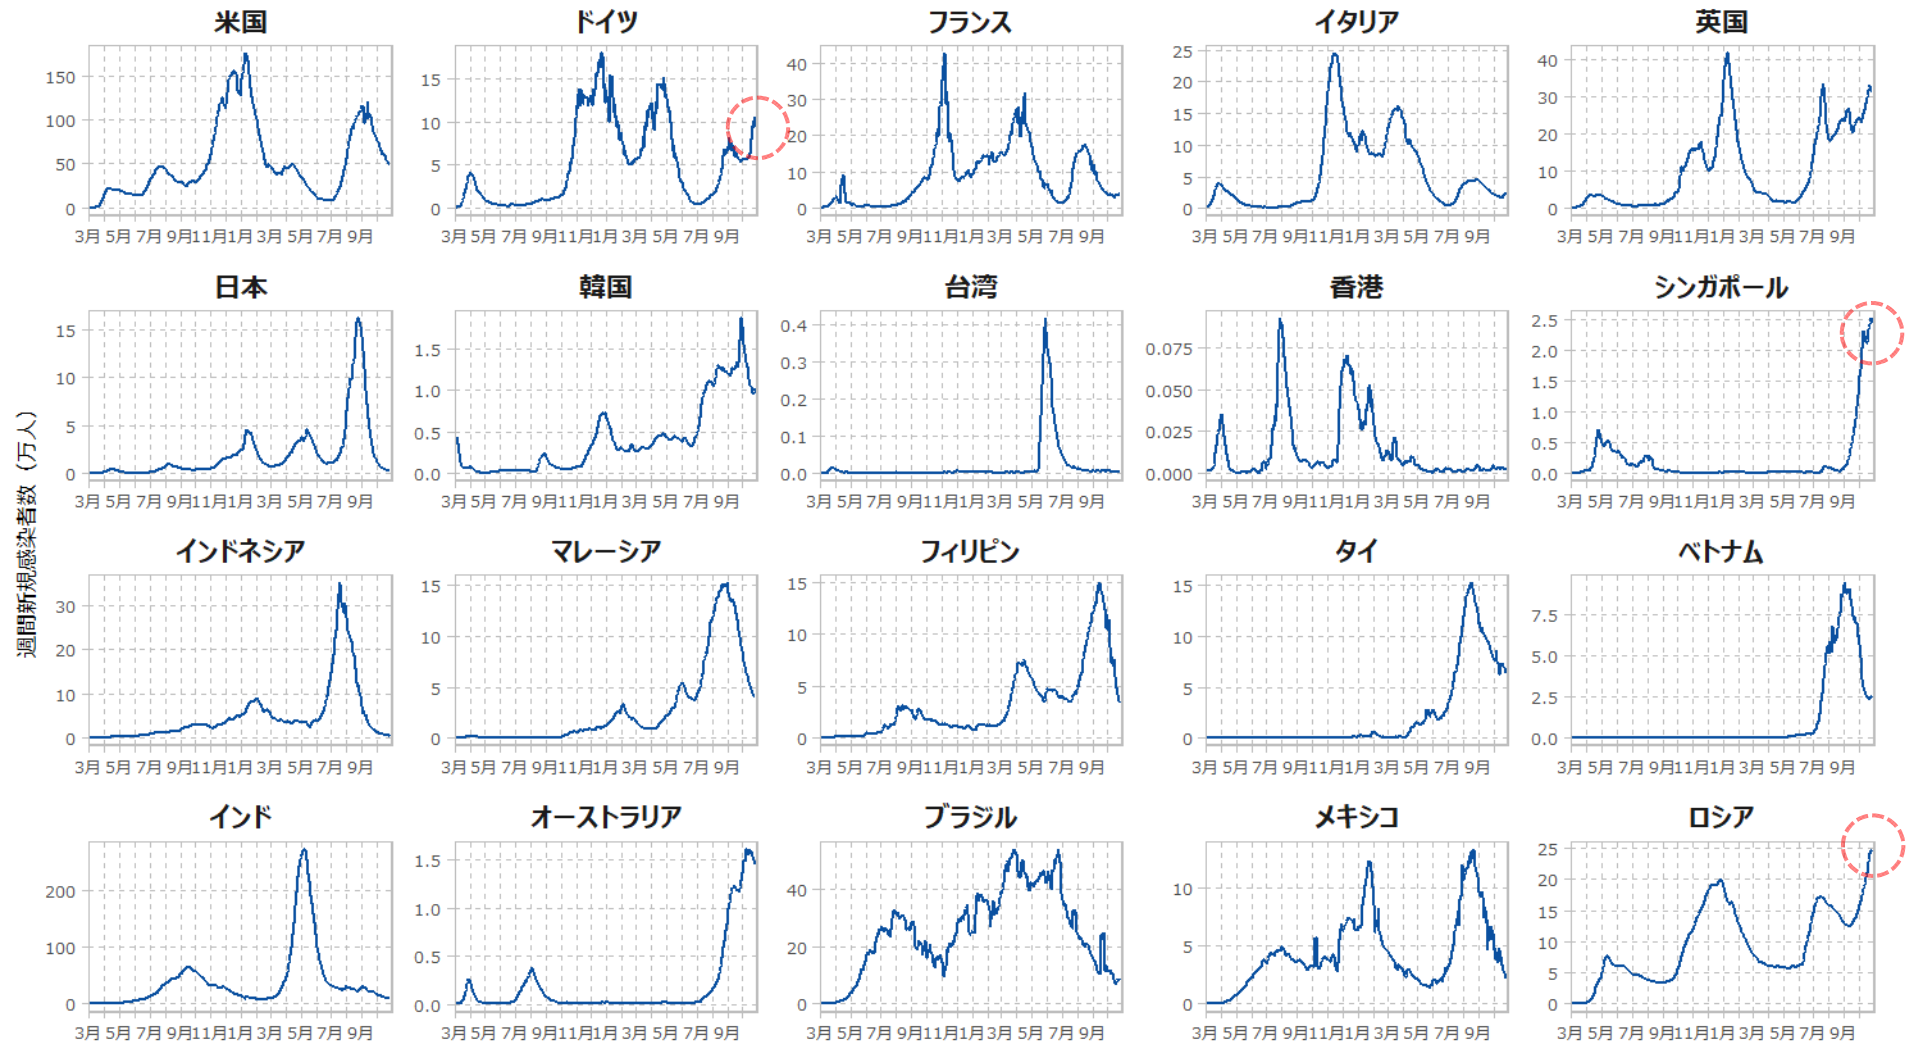 米国 ドイツ フランス イタリア 英国
150 15 40 25 40
100 10 30 20 30
50 5 20 15 20
0 0 10 10 10
0 5 0
0
3月 5月 7月 9月 11月 1月 3月 5月 7月 9月 3月 5月 7月 9月 11月 1月 3月 5月 7月 9月 3月 5月 7月 9月 11月 1月 3月 5月 7月 9月 3月 5月 7月 9月 11月 1月 3月 5月 7月 9月 3月 5月 7月 9月 11月 1月 3月 5月 7月 9月
日本 韓国 台湾 香港 シンガポール
15 1.5 0.4 0.075 2.5
10 1.0 0.3 0.050 2.0
5 0.5 0.2 0.025 1.5
0 0.0 0.1 0.000 1.0
0.0 0.5
0.0
3月 5月 7月 9月 11月 1月 3月 5月 7月 9月 3月 5月 7月 9月 11月 1月 3月 5月 7月 9月 3月 5月 7月 9月 11月 1月 3月 5月 7月 9月 3月 5月 7月 9月 11月 1月 3月 5月 7月 9月 3月 5月 7月 9月 11月 1月 3月 5月 7月 9月
週間新規感染者数（万人）
インドネシア マレーシア フィリピン タイ ベトナム
30 15 15 15 7.5
20 10 10 10 5.0
10 5 5 5 2.5
0 0 0 0 0.0
3月 5月 7月 9月 11月 1月 3月 5月 7月 9月 3月 5月 7月 9月 11月 1月 3月 5月 7月 9月 3月 5月 7月 9月 11月 1月 3月 5月 7月 9月 3月 5月 7月 9月 11月 1月 3月 5月 7月 9月 3月 5月 7月 9月 11月 1月 3月 5月 7月 9月
インド オーストラリア ブラジル メキシコ ロシア
200 1.5 40 10 25
100 1.0 20 5 20
0 0.5 0 0 15
0.0 10
5
0
3月 5月 7月 9月 11月 1月 3月 5月 7月 9月 3月 5月 7月 9月 11月 1月 3月 5月 7月 9月 3月 5月 7月 9月 11月 1月 3月 5月 7月 9月 3月 5月 7月 9月 11月 1月 3月 5月 7月 9月 3月 5月 7月 9月 11月 1月 3月 5月 7月 9月